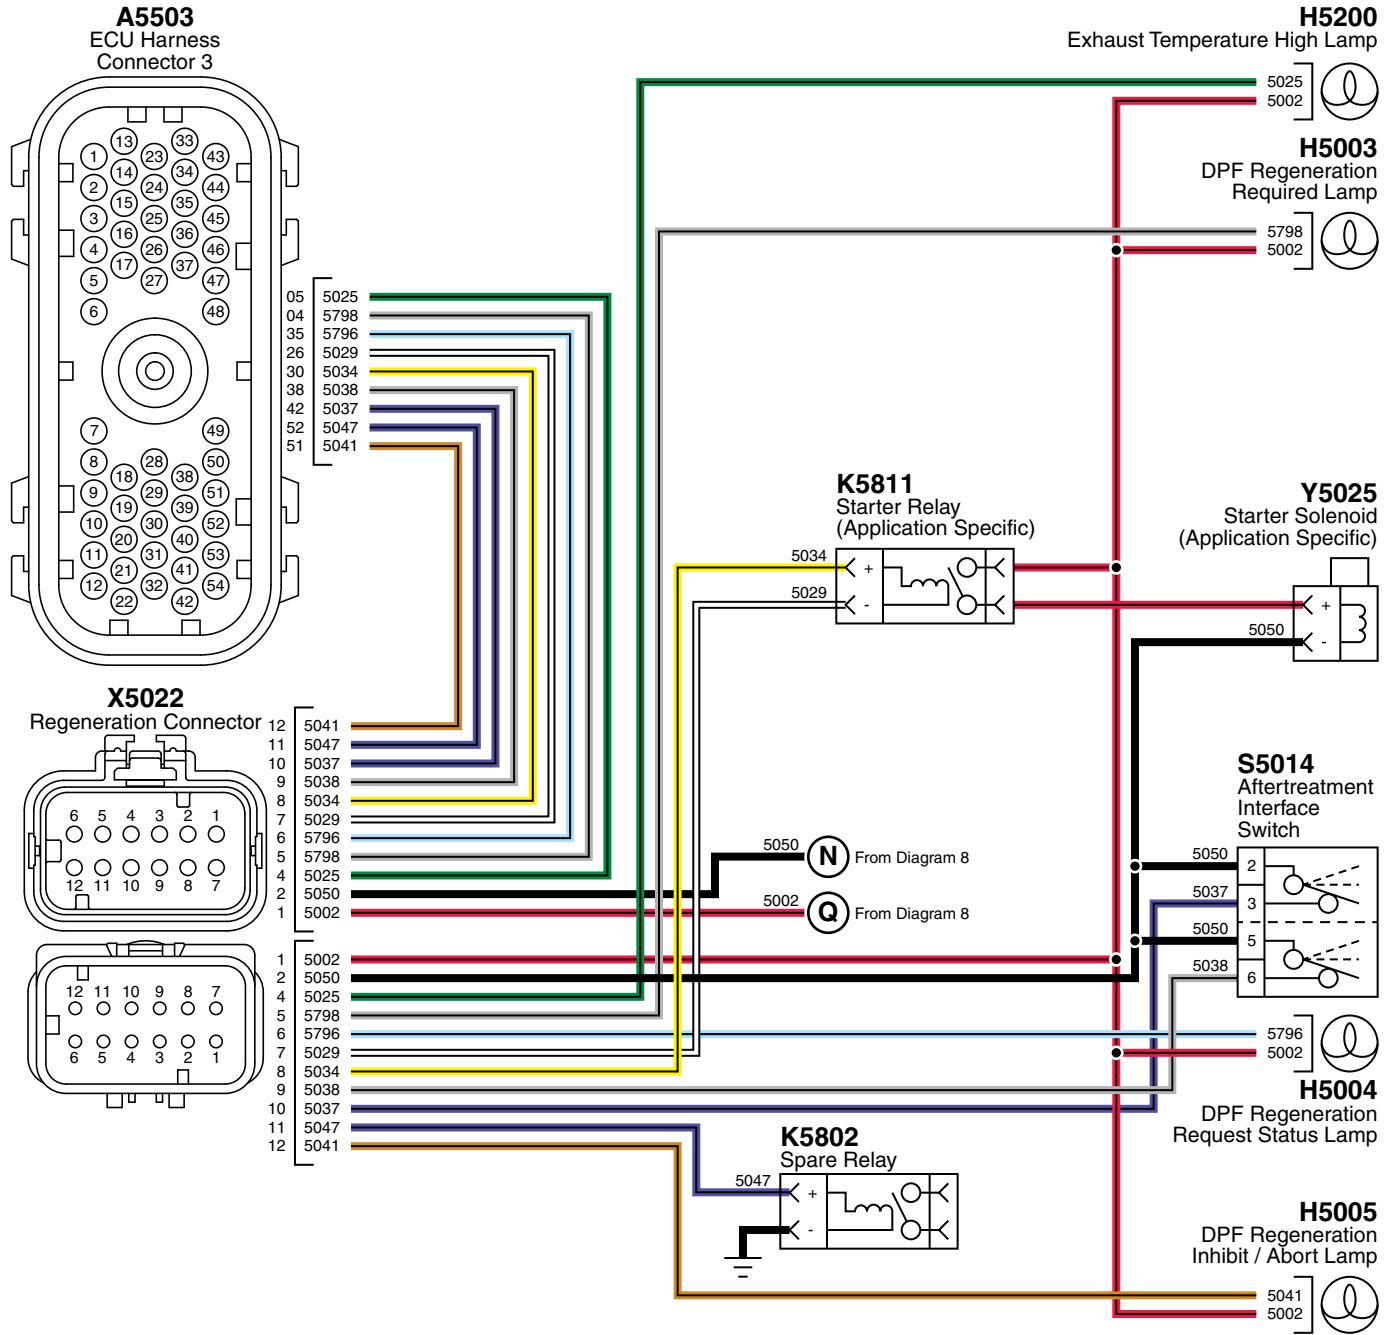 A5503
ECU Harness
Connector 3
13 33
1 23 43
14 34
2 24 44
15 35
3 25 45
16 36
4 26 46
17 37
5 27 47
6 48
7 49
8 28 50
18 38
9 29 51
19 39
10 30 52
20 40
11 31 53
21 41
12 32 54
22 42
05 5025
04 5798
35 5796
26 5029
30 5034
38 5038
42 5037
52 5047
51 5041
X5022
Regeneration Connector
6 5 4 3 2 1
12 11 10 9 8 7
12 5041
11 5047
10 5037
9 5038
8 5034
7 5029
6 5796
5 5798
4 5025
2 5050
1 5002
12 11 10 9 8 7
6 5 4 3 2 1
1 5002
2 5050
4 5025
5 5798
6 5796
7 5029
8 5034
9 5038
10 5037
11 5047
12 5041
5050 N From Diagram 8
5002 Q From Diagram 8
K5811
Starter Relay
(Application Specific)
5034 +
5029 -
K5802
Spare Relay
5047 +
-
H5200
Exhaust Temperature High Lamp
5025
5002
H5003
DPF Regeneration
Required Lamp
5798
5002
Y5025
Starter Solenoid
(Application Specific)
+
5050 -
S5014
Aftertreatment
Interface
Switch
5050 2
5037 3
5050 5
5038 6
5796
5002
H5004
DPF Regeneration
Request Status Lamp
H5005
DPF Regeneration
Inhibit / Abort Lamp
5041
5002